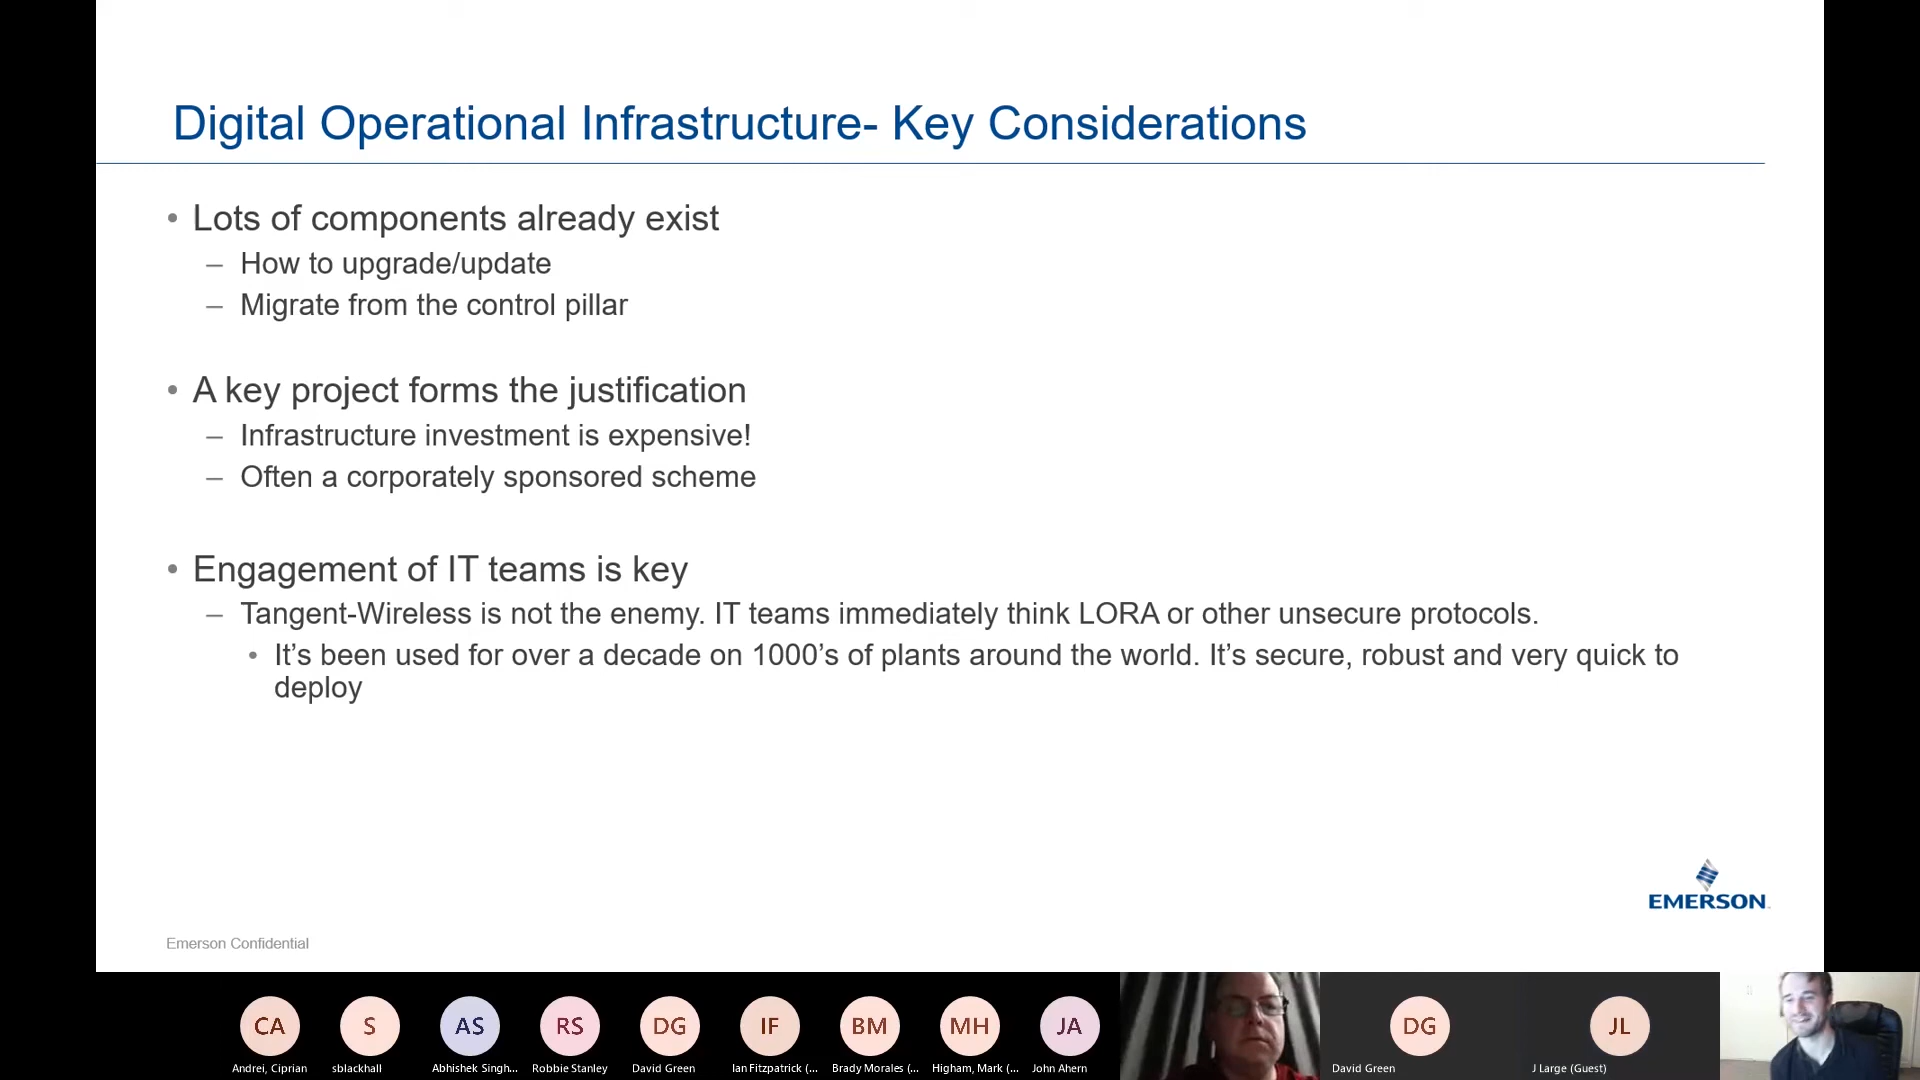 Digital Operational Infrastructure- Key Considerations
• Lots of components already exist
– How to upgrade/update
– Migrate from the control pillar
• A key project forms the justification
– Infrastructure investment is expensive!
– Often a corporately sponsored scheme
• Engagement of IT teams is key
– Tangent-Wireless is not the enemy. IT teams immediately think LORA or other unsecure protocols.
• It’s been used for over a decade on 1000’s of plants around the world. It’s secure, robust and very quick to
deploy
EMERSON
Emerson Confidential
CA S AS RS DG IF BM MH JA DG JL
Andrei, Ciprian sblackhall Abhishek Singh... Robbie Stanley David Green Ian Fitzpatrick (... Brady Morales (... Higham, Mark (... John Ahern David Green J Large (Guest)